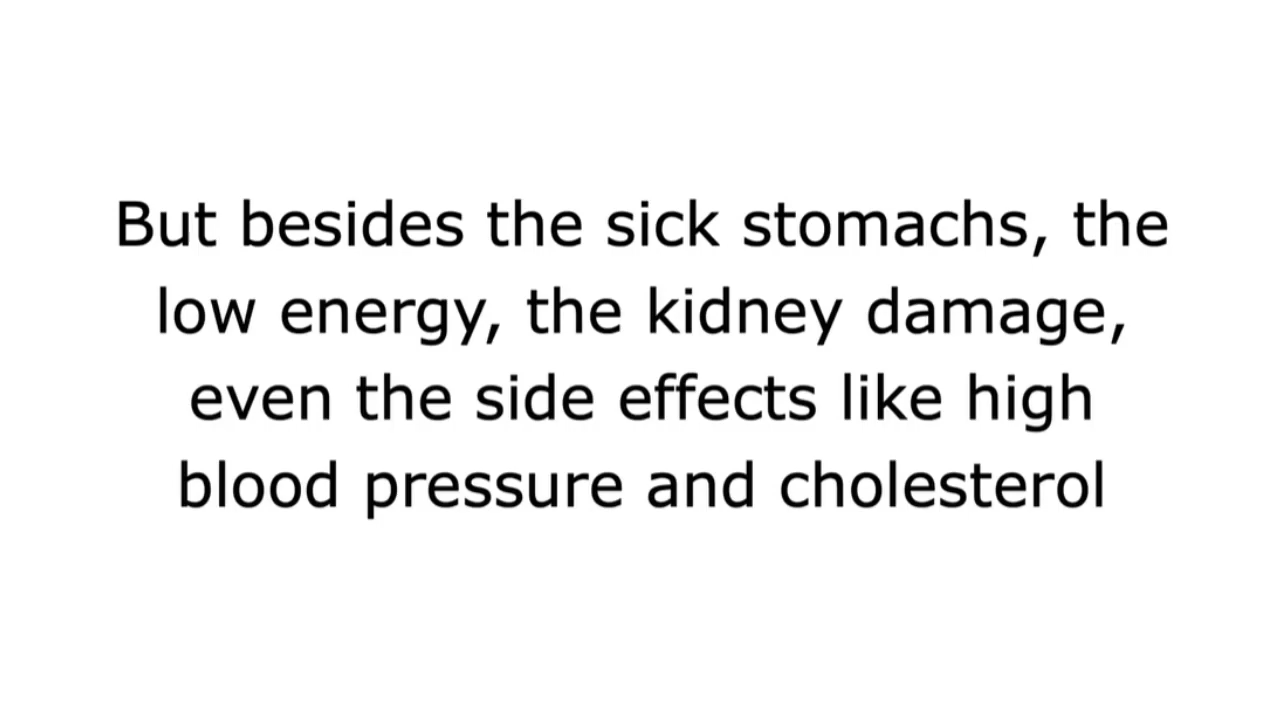 But besides the sick stomachs, the
low energy, the kidney damage,
even the side effects like high
blood pressure and cholesterol